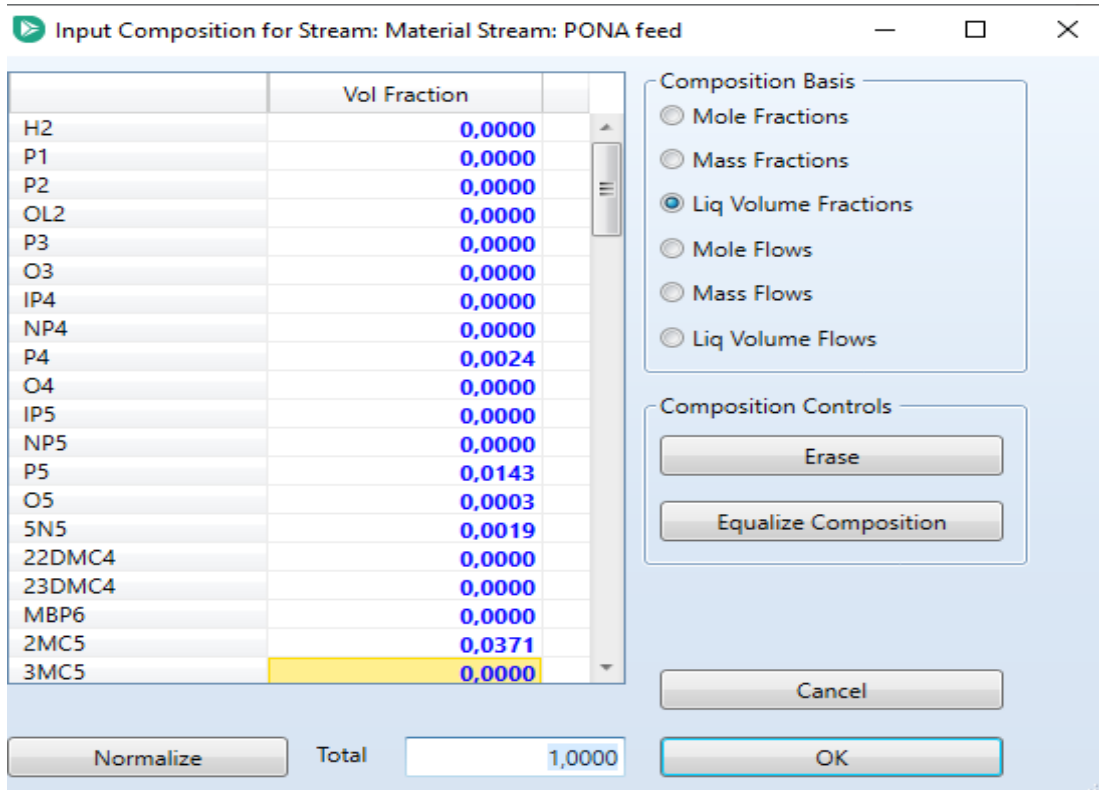 Input Composition for Stream: Material Stream: PONA feed
Vol Fraction
H2 0,0000
P1 0,0000
P2 0,0000
OL2 0,0000
P3 0,0000
O3 0,0000
IP4 0,0000
NP4 0,0000
P4 0,0024
O4 0,0000
IP5 0,0000
NP5 0,0000
P5 0,0143
O5 0,0003
5N5 0,0019
22DMC4 0,0000
23DMC4 0,0000
MBP6 0,0000
2MC5 0,0371
3MC5 0,0000
Normalize Total 1,0000
Composition Basis
Mole Fractions
Mass Fractions
Liq Volume Fractions
Mole Flows
Mass Flows
Liq Volume Flows
Composition Controls
Erase
Equalize Composition
Cancel
OK